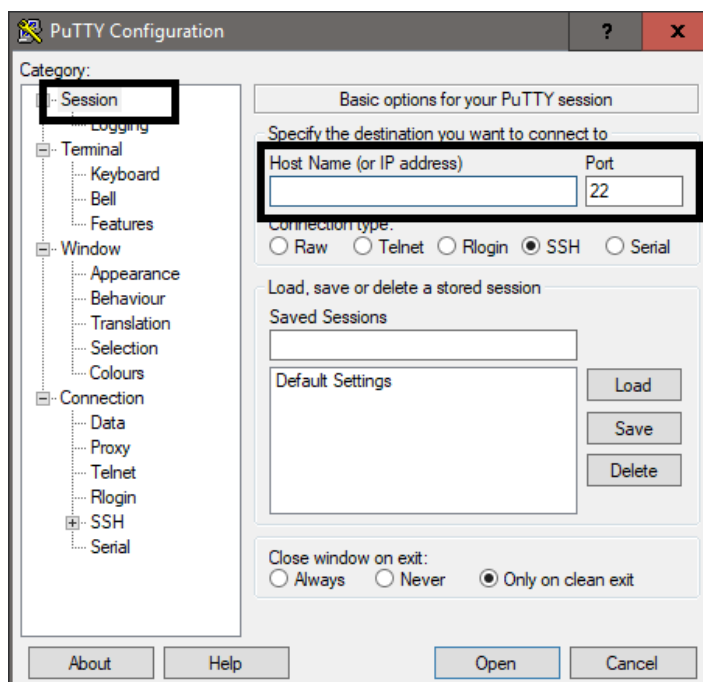 PuTTY Configuration
? x
Category:
Session
Logging
Terminal
Keyboard
Bell
Features
Window
Appearance
Behaviour
Translation
Selection
Colours
Connection
Data
Proxy
Telnet
Rlogin
SSH
Serial
Basic options for your PuTTY session
Specify the destination you want to connect to
Host Name (or IP address) Port
22
Connection type:
Raw Telnet Rlogin SSH Serial
Load, save or delete a stored session
Saved Sessions
Default Settings
Load
Save
Delete
Close window on exit:
Always Never Only on clean exit
About Help Open Cancel